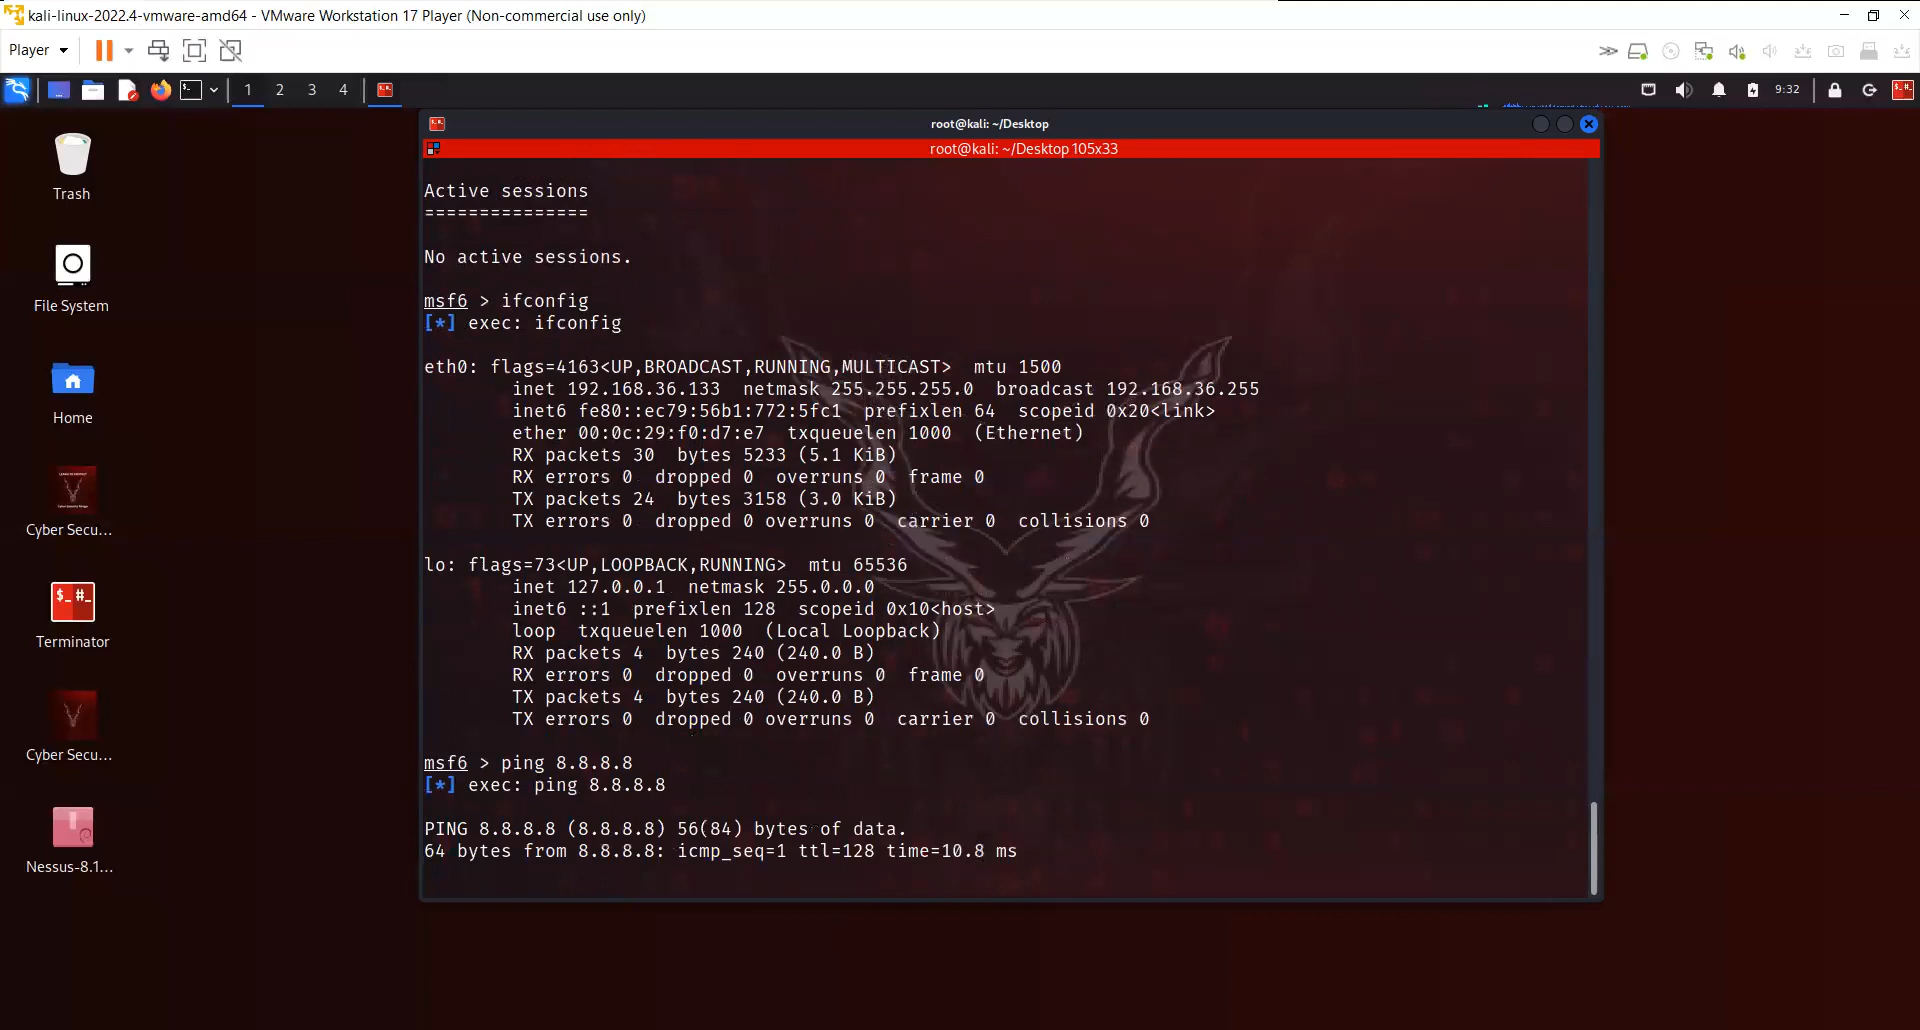 kali-linux-2022.4-vmware-amd64 - VMware Workstation 17 Player (Non-commercial use only)
Player
1 2 3 4
9:32
root@kali: ~/Desktop
root@kali: ~/Desktop 105x33
Trash
File System
Home
Cyber Secu...
Terminator
Cyber Secu...
Nessus-8.1...
Active sessions
===============
No active sessions.
msf6 > ifconfig
[*] exec: ifconfig
eth0: flags=4163<UP,BROADCAST,RUNNING,MULTICAST>  mtu 1500
inet 192.168.36.133  netmask 255.255.255.0  broadcast 192.168.36.255
inet6 fe80::ec79:56b1:772:5fc1  prefixlen 64  scopeid 0x20<link>
ether 00:0c:29:f0:d7:e7  txqueuelen 1000  (Ethernet)
RX packets 30  bytes 5233 (5.1 KiB)
RX errors 0  dropped 0  overruns 0  frame 0
TX packets 24  bytes 3158 (3.0 KiB)
TX errors 0  dropped 0 overruns 0  carrier 0  collisions 0
lo: flags=73<UP,LOOPBACK,RUNNING>  mtu 65536
inet 127.0.0.1  netmask 255.0.0.0
inet6 ::1  prefixlen 128  scopeid 0x10<host>
loop  txqueuelen 1000  (Local Loopback)
RX packets 4  bytes 240 (240.0 B)
RX errors 0  dropped 0  overruns 0  frame 0
TX packets 4  bytes 240 (240.0 B)
TX errors 0  dropped 0 overruns 0  carrier 0  collisions 0
msf6 > ping 8.8.8.8
[*] exec: ping 8.8.8.8
PING 8.8.8.8 (8.8.8.8) 56(84) bytes of data.
64 bytes from 8.8.8.8: icmp_seq=1 ttl=128 time=10.8 ms